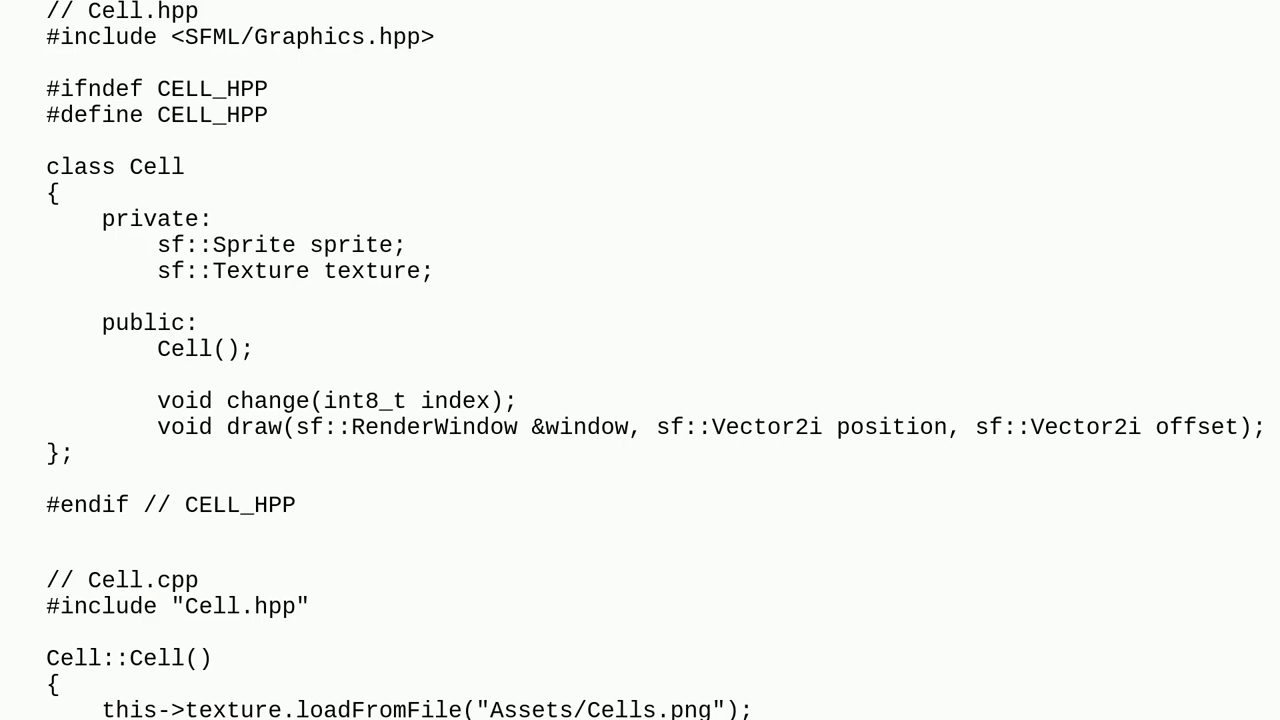 // Cell.hpp
#include <SFML/Graphics.hpp>
#ifndef CELL_HPP
#define CELL_HPP
class Cell
{
private:
sf::Sprite sprite;
sf::Texture texture;
public:
Cell();
void change(int8_t index);
void draw(sf::RenderWindow &window, sf::Vector2i position, sf::Vector2i offset);
};
#endif // CELL_HPP
// Cell.cpp
#include "Cell.hpp"
Cell::Cell()
{
this->texture.loadFromFile("Assets/Cells.png");